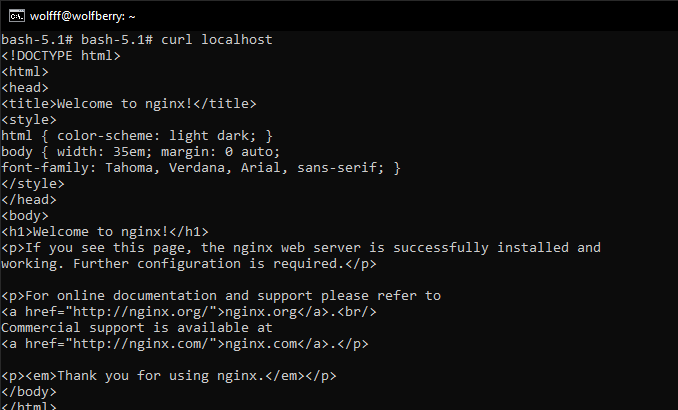 wolfff@wolfberry: ~
bash-5.1# bash-5.1# curl localhost
<!DOCTYPE html>
<html>
<head>
<title>Welcome to nginx!</title>
<style>
html { color-scheme: light dark; }
body { width: 35em; margin: 0 auto;
font-family: Tahoma, Verdana, Arial, sans-serif; }
</style>
</head>
<body>
<h1>Welcome to nginx!</h1>
<p>If you see this page, the nginx web server is successfully installed and
working. Further configuration is required.</p>

<p>For online documentation and support please refer to
<a href="http://nginx.org/">nginx.org</a>.<br/>
Commercial support is available at
<a href="http://nginx.com/">nginx.com</a>.</p>

<p><em>Thank you for using nginx.</em></p>
</body>
</html>